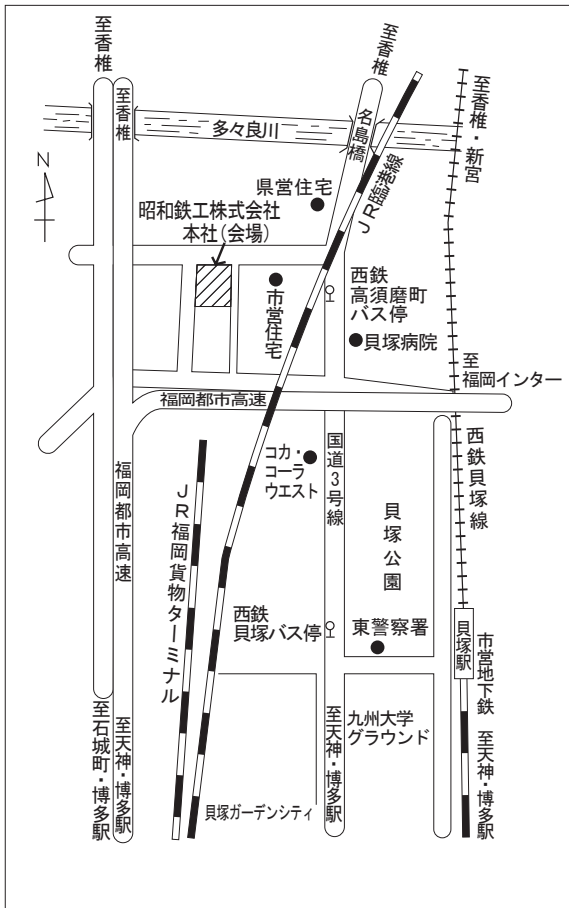 至香椎
至香椎
至香椎
至香椎・新宮
多々良川
名島橋
JR臨港線
N
県営住宅
昭和鉄工株式会社
本社(会場)
市営住宅
西鉄
高須磨町
バス停
貝塚病院
至
福岡インター
福岡都市高速
西鉄貝塚線
コカ・
コーラ
ウエスト
国道3号線
貝塚公園
福岡都市高速
JR福岡貨物ターミナル
西鉄
貝塚バス停
東警察署
貝塚駅
市営地下鉄
至天神・博多駅
九州大学
グラウンド
至天神・博多駅
至石城町・博多駅
至天神・博多駅
貝塚ガーデンシティ